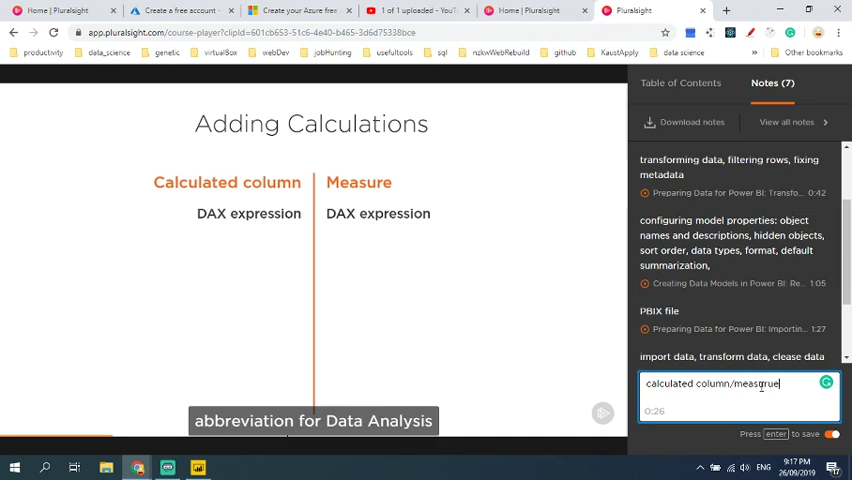 Home | Pluralsight
Create a free account -
Create your Azure free
1 of 1 uploaded - YouT
Home | Pluralsight
Pluralsight
app.pluralsight.com/course-player?clipId=601cb653-51c6-4e40-b465-3d6d75338bce
productivity
data_science
genetic
virtualBox
webDev
jobHunting
usefultools
sql
nzkwWebRebuild
github
KaustApply
data science
Other bookmarks
Adding Calculations
Calculated column
Measure
DAX expression
DAX expression
abbreviation for Data Analysis
Table of Contents
Notes (7)
Download notes
View all notes
transforming data, filtering rows, fixing
metadata
Preparing Data for Power BI: Transfo...
0:42
configuring model properties: object
names and descriptions, hidden objects,
sort order, data types, format, default
summarization,
Creating Data Models in Power BI: Re...
1:05
PBIX file
Preparing Data for Power BI: Importin...
1:27
import data, transform data, clease data
calculated column/measurue
0:26
Press enter to save
ENG
9:17 PM
26/09/2019
17